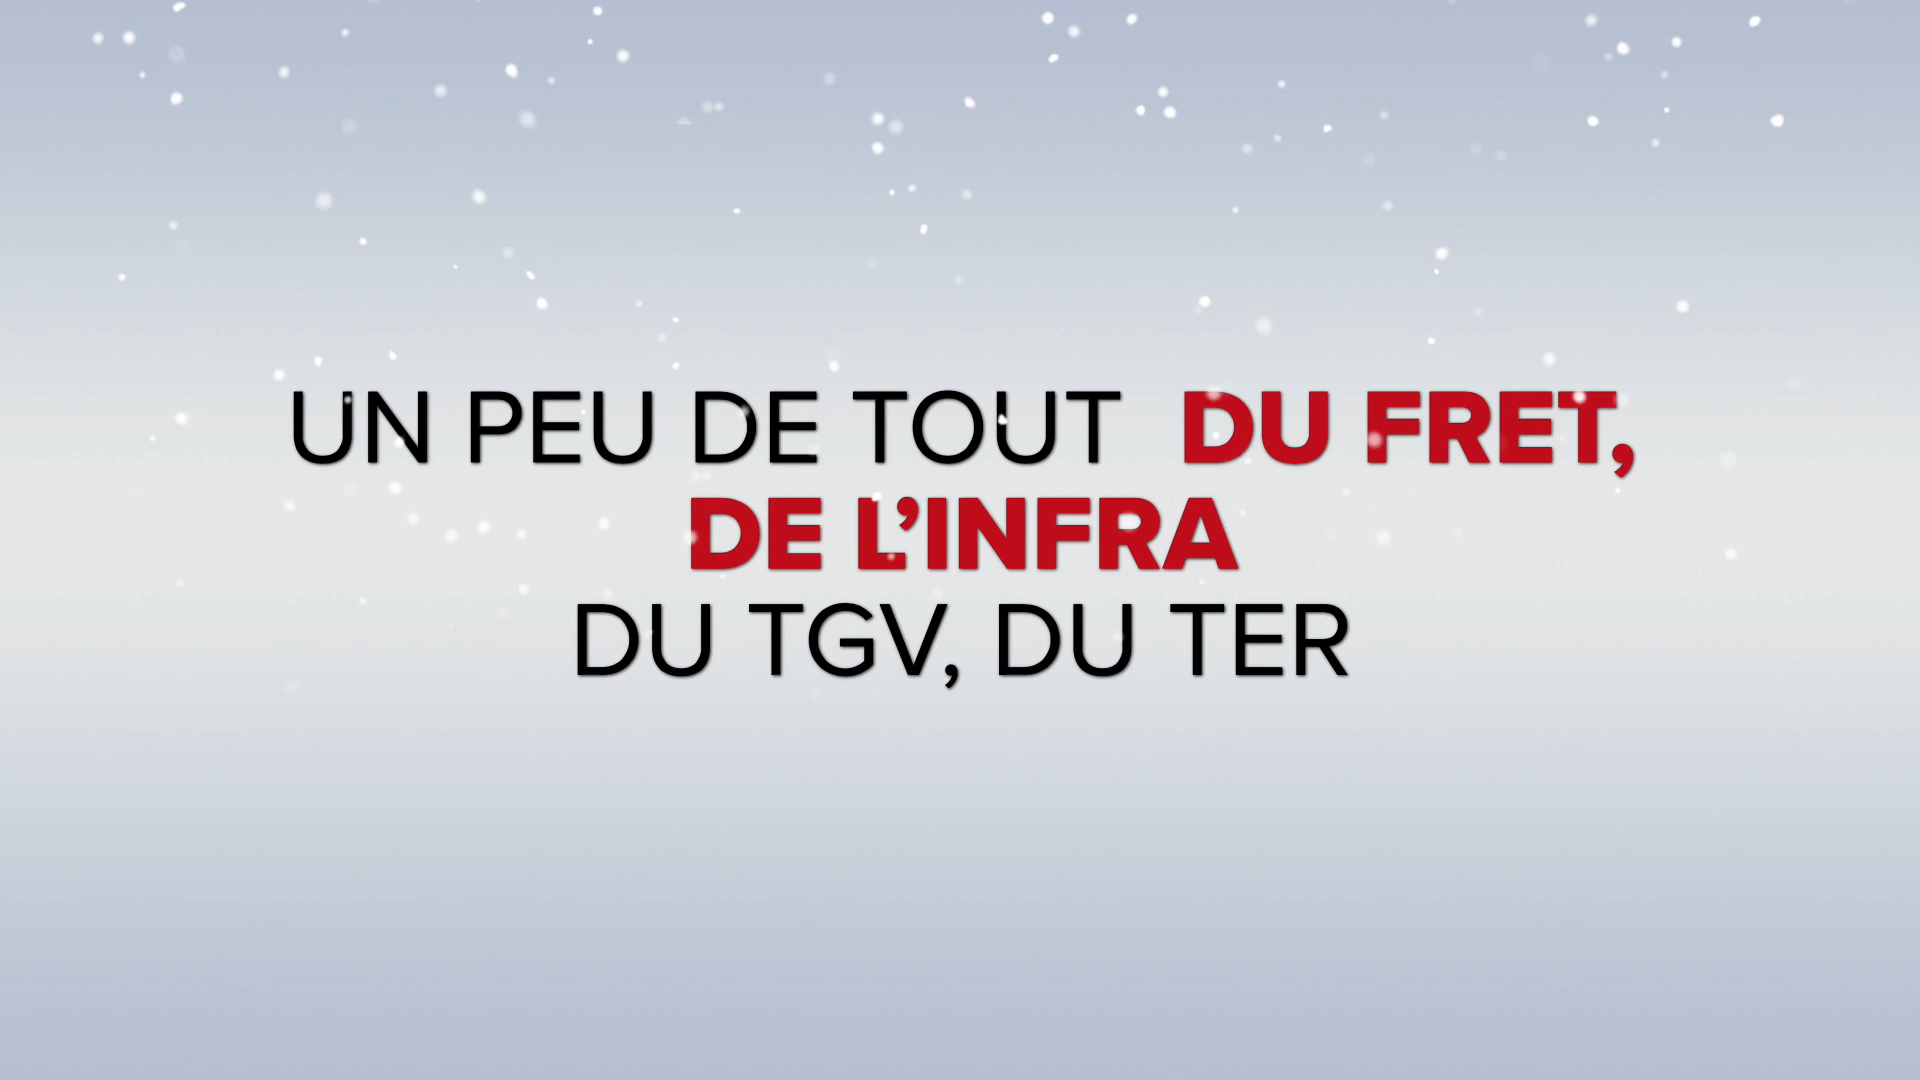 UN PEU DE TOUT DU FRET,
DE L’INFRA
DU TGV, DU TER